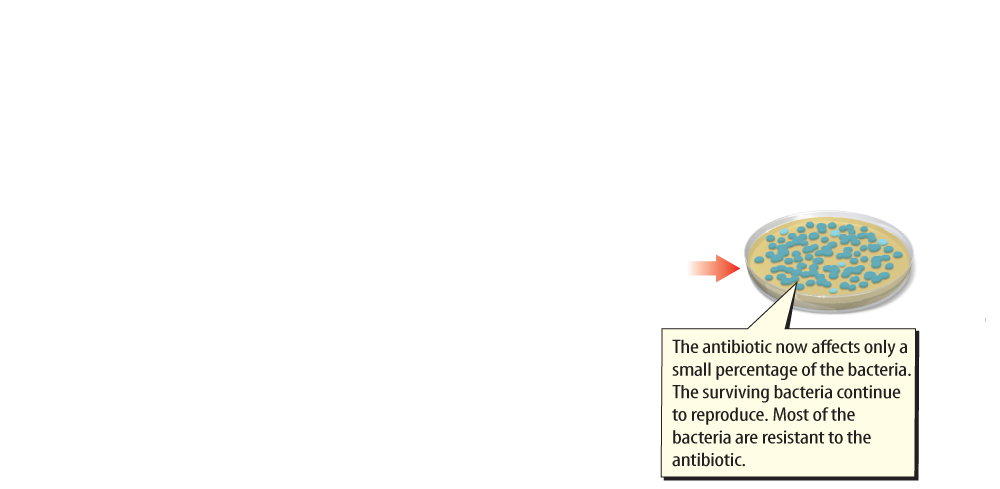 The antibiotic now affects only a
small percentage of the bacteria.
The surviving bacteria continue
to reproduce. Most of the
bacteria are resistant to the
antibiotic.